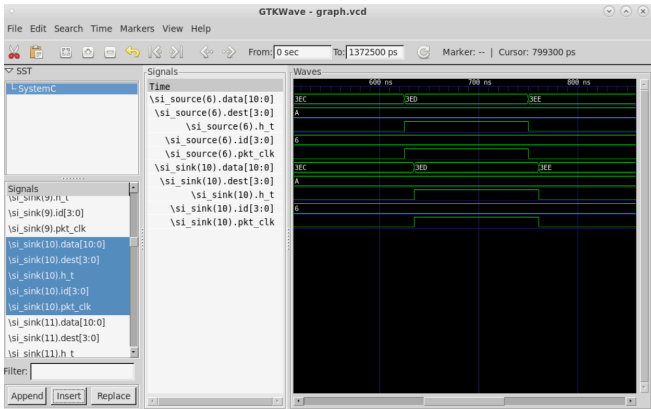 GTKWave - graph.vcd
File Edit Search Time Markers View Help
From: 0 sec To: 1372500 ps Marker: -- | Cursor: 799300 ps
SST
SystemC
Signals
\si_sink(9).h_t
\si_sink(9).id[3:0]
\si_sink(9).pkt_clk
\si_sink(10).data[10:0]
\si_sink(10).dest[3:0]
\si_sink(10).h_t
\si_sink(10).id[3:0]
\si_sink(10).pkt_clk
\si_sink(11).data[10:0]
\si_sink(11).dest[3:0]
\si_sink(11).h_t
Filter:
Append Insert Replace
Signals
Time
\si_source(6).data[10:0]
\si_source(6).dest[3:0]
\si_source(6).h_t
\si_source(6).id[3:0]
\si_source(6).pkt_clk
\si_sink(10).data[10:0]
\si_sink(10).dest[3:0]
\si_sink(10).h_t
\si_sink(10).id[3:0]
\si_sink(10).pkt_clk
Waves
600 ns 700 ns 800 ns
3EC 3ED 3EE
A
6
3EC 3ED 3EE
A
6